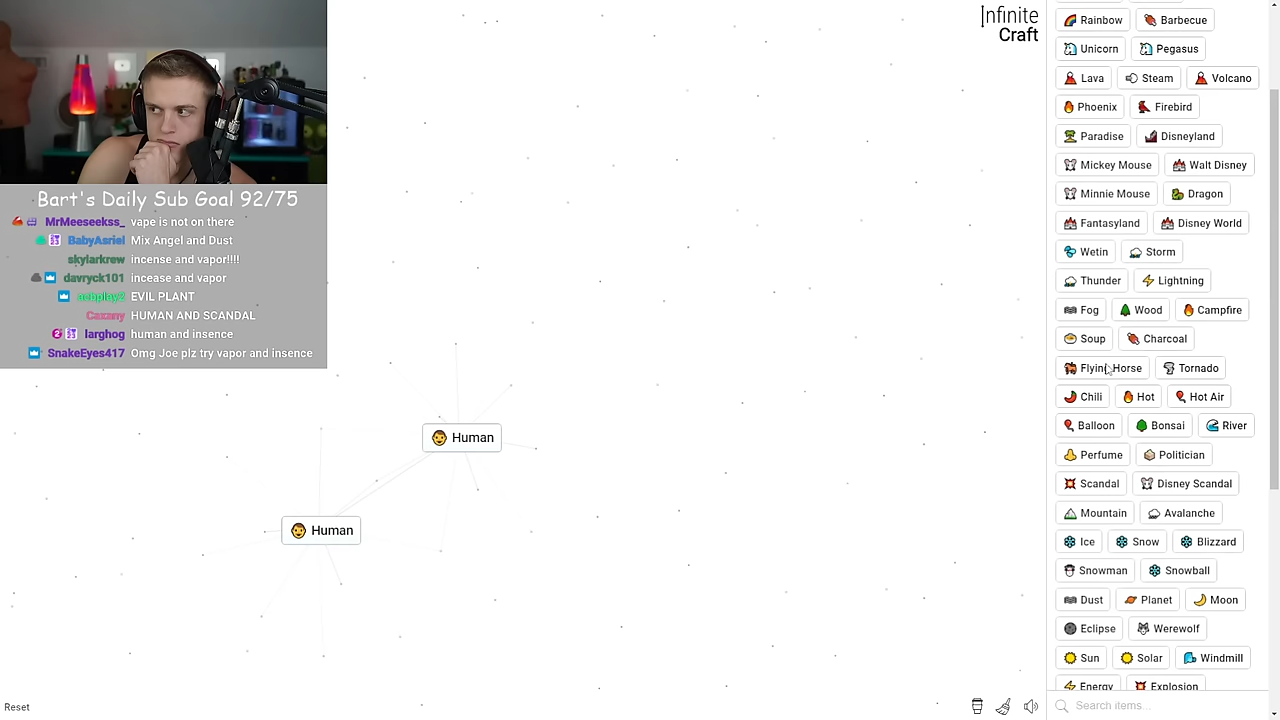 Infinite
Craft
Rainbow Barbecue
Unicorn Pegasus
Lava Steam Volcano
Phoenix Firebird
Paradise Disneyland
Mickey Mouse Walt Disney
Minnie Mouse Dragon
Fantasyland Disney World
Wetin Storm
Thunder Lightning
Fog Wood Campfire
Soup Charcoal
Flying Horse Tornado
Chili Hot Hot Air
Balloon Bonsai River
Perfume Politician
Scandal Disney Scandal
Mountain Avalanche
Ice Snow Blizzard
Snowman Snowball
Dust Planet Moon
Eclipse Werewolf
Sun Solar Windmill
Energy Explosion
Search items...
Bart's Daily Sub Goal 92/75
MrMeeseekss_ vape is not on there
BabyAsriel Mix Angel and Dust
skylarkrew incense and vapor!!!!
davryck101 incease and vapor
EVIL PLANT
HUMAN AND SCANDAL
larghog human and insence
SnakeEyes417 Omg Joe plz try vapor and insence
Human
Human
Reset